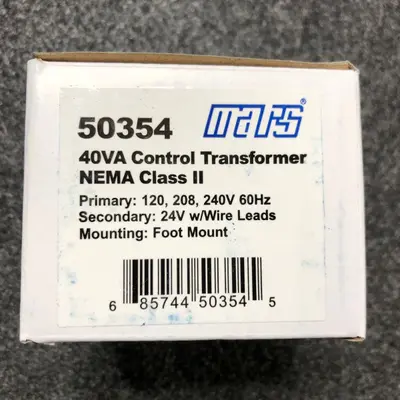 50354 MARS®
40VA Control Transformer
NEMA Class II
Primary: 120, 208, 240V 60Hz
Secondary: 24V w/Wire Leads
Mounting: Foot Mount
6 85744 50354 5